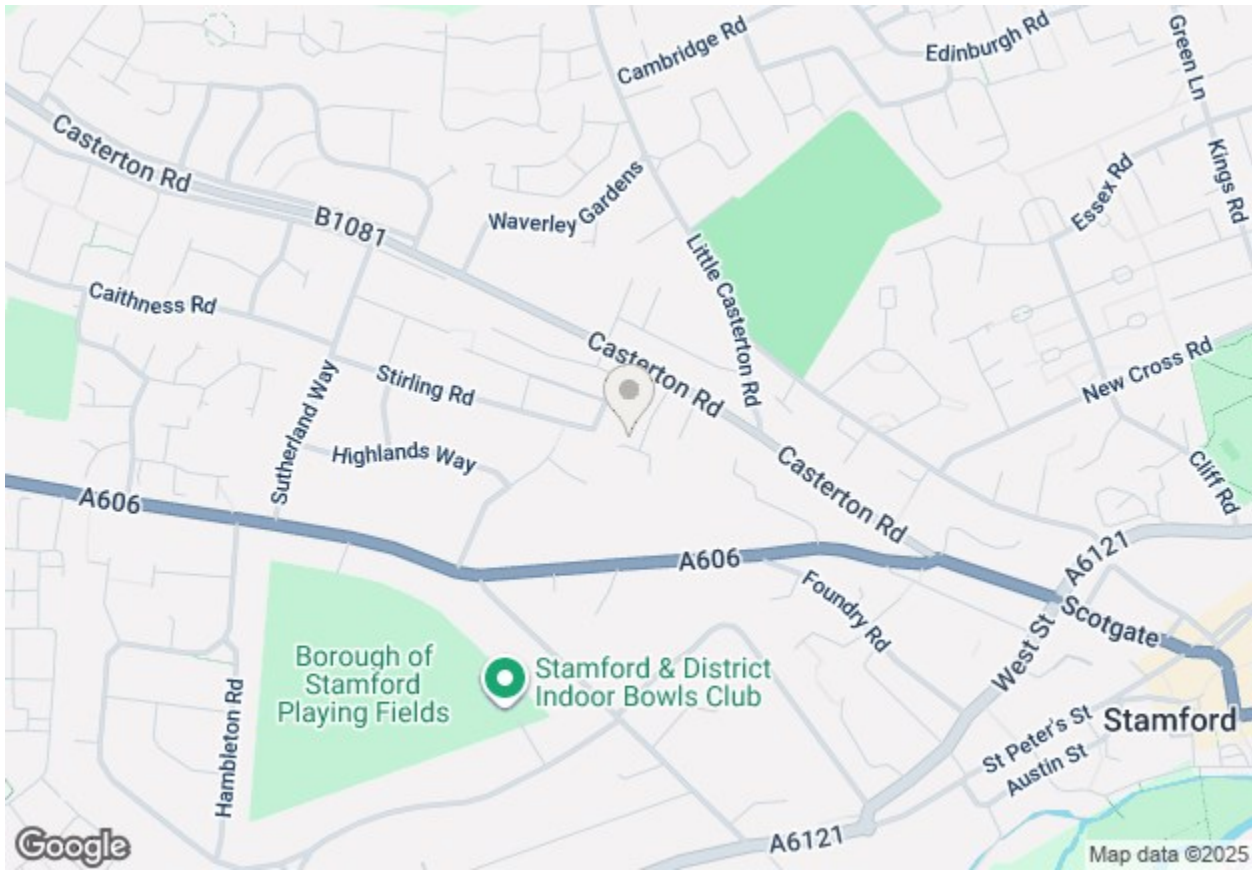 Cambridge Rd
Edinburgh Rd
Green Ln
Casterton Rd
B1081
Waverley Gardens
Essex Rd
Kings Rd
Caithness Rd
Little Casterton Rd
Casterton Rd
Stirling Rd
Sutherland Way
New Cross Rd
Highlands Way
Casterton Rd
Cliff Rd
A606
A606
A6121
Foundry Rd
Scotgate
West St
Borough of
Stamford
Playing Fields
Stamford & District
Indoor Bowls Club
Hambleton Rd
St Peter's St
Stamford
Austin St
A6121
Google
Map data ©2025